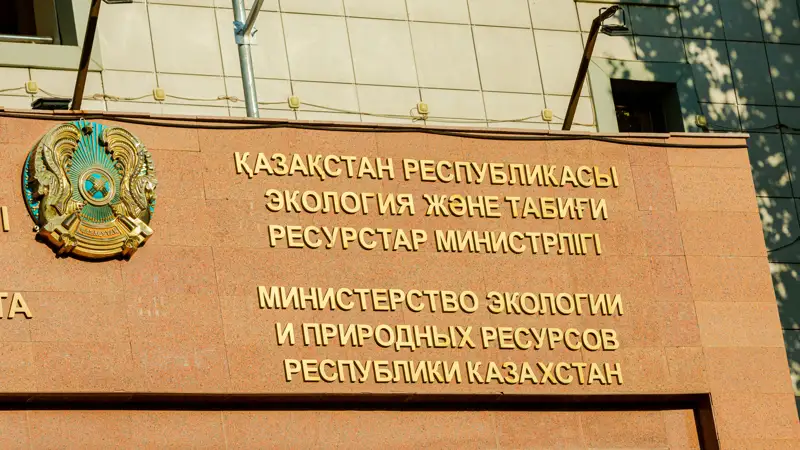 ҚАЗАҚСТАН РЕСПУБЛИКАСЫ
ЭКОЛОГИЯ ЖӘНЕ ТАБИҒИ
РЕСУРСТАР МИНИСТРЛІГІ
МИНИСТЕРСТВО ЭКОЛОГИИ
И ПРИРОДНЫХ РЕСУРСОВ
РЕСПУБЛИКИ КАЗАХСТАН